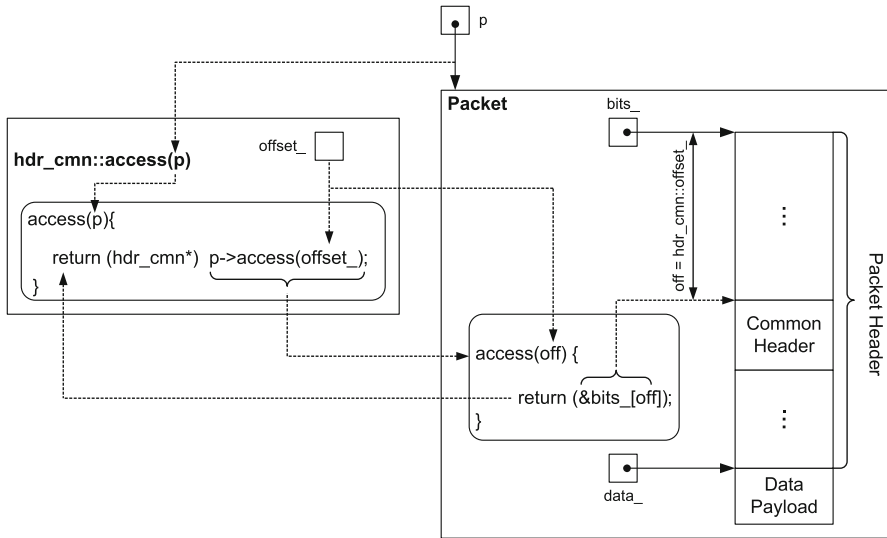 p
Packet
bits_
hdr_cmn::access(p)
offset_
access(p){
return (hdr_cmn*) p->access(offset_);
}
off = hdr_cmn::offset_
⋮
Packet Header
Common
Header
access(off) {
return (&bits_[off]);
}
⋮
data_
Data
Payload